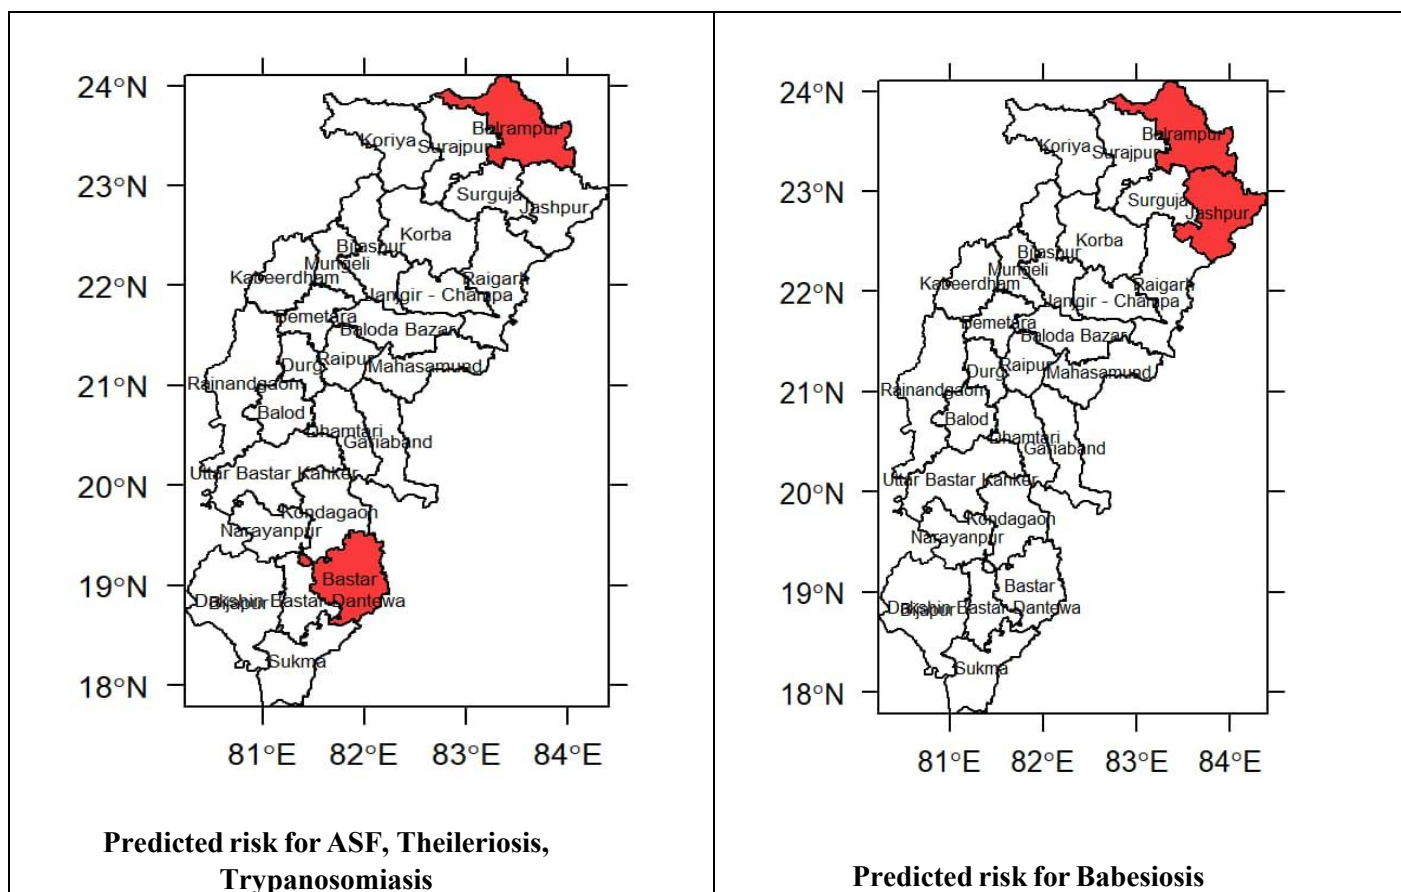 24°N
23°N
22°N
21°N
20°N
19°N
18°N
Balrampur
Koriya
Surajpur
Surguja
Jashpur
Korba
Bilaspur
Mungeli
Kabeerdham
Raigarh
Janjgir - Champa
Bemetara
Baloda Bazar
Durg
Raipur
Mahasamund
Rajnandgaon
Balod
Dhamtari
Gariaband
Uttar Bastar Kanker
Kondagaon
Narayanpur
Bastar
Dakshin Bastar Dantewa
Bijapur
Sukma
81°E 82°E 83°E 84°E
Predicted risk for ASF, Theileriosis,
Trypanosomiasis
24°N
23°N
22°N
21°N
20°N
19°N
18°N
Balrampur
Koriya
Surajpur
Surguja
Jashpur
Korba
Bilaspur
Mungeli
Kabeerdham
Raigarh
Janjgir - Champa
Bemetara
Baloda Bazar
Durg
Raipur
Mahasamund
Rajnandgaon
Balod
Dhamtari
Gariaband
Uttar Bastar Kanker
Kondagaon
Narayanpur
Bastar
Dakshin Bastar Dantewa
Bijapur
Sukma
81°E 82°E 83°E 84°E
Predicted risk for Babesiosis